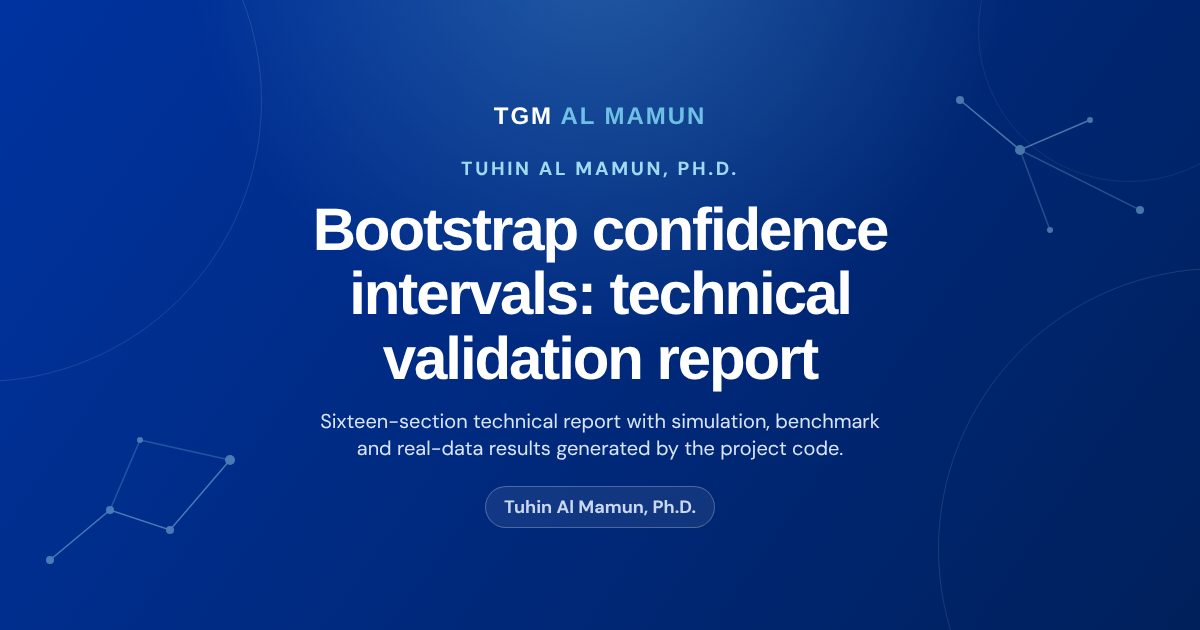 TGM AL MAMUN
TUHIN AL MAMUN, PH.D.
Bootstrap confidence
intervals: technical
validation report
Sixteen-section technical report with simulation, benchmark
and real-data results generated by the project code.
Tuhin Al Mamun, Ph.D.